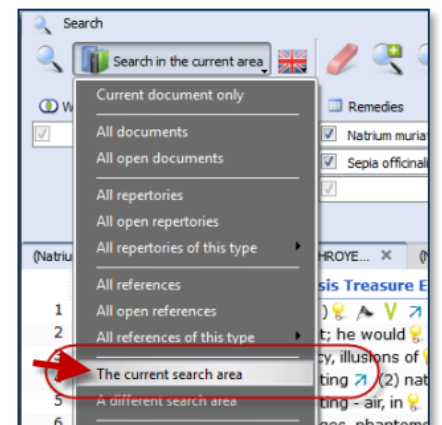 Search
Search in the current area
W
Remedies
Current document only
Natrium muria
All documents
All open documents
Sepia officinali
All repertories
All open repertories
All repertories of this type
(Natriu
HROYE...
All references
sis Treasure E
1
All open references
)
V
2
All references of this type
t; he would
3
cy, illusions of
The current search area
ting (2) nat
5
A different search area
ting - air, in
6